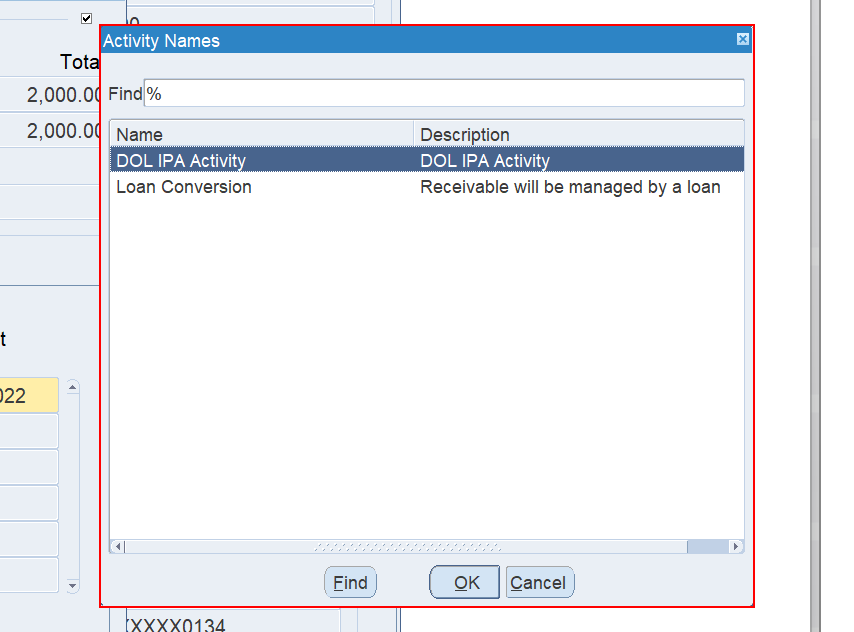 Activity Names
Tota
Find %
2,000.00
Name Description
2,000.00
DOL IPA Activity DOL IPA Activity
Loan Conversion Receivable will be managed by a loan
t
022
Find OK Cancel
XXXX0134